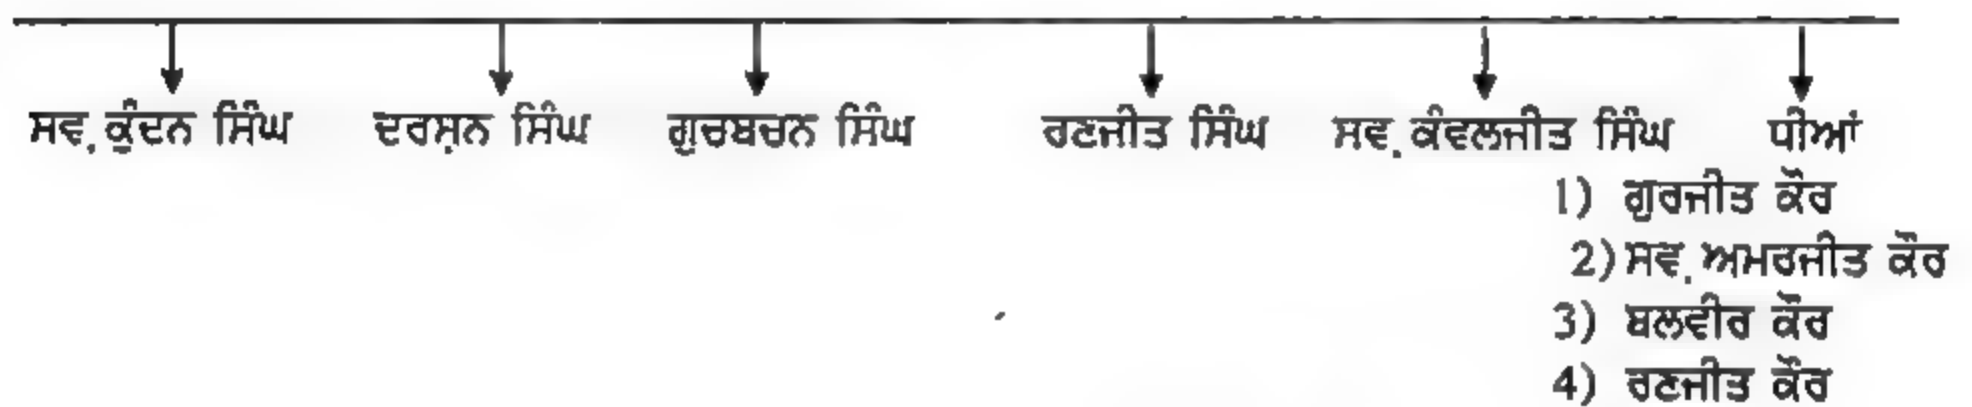 ਸਵ. ਕੁੰਦਨ ਸਿੰਘ ਦਰਸ਼ਨ ਸਿੰਘ ਗੁਰਬਚਨ ਸਿੰਘ ਰਣਜੀਤ ਸਿੰਘ ਸਵ. ਕੰਵਲਜੀਤ ਸਿੰਘ ਧੀਆਂ
1) ਗੁਰਜੀਤ ਕੌਰ
2) ਸਵ. ਅਮਰਜੀਤ ਕੌਰ
3) ਬਲਵੀਰ ਕੌਰ
4) ਰਣਜੀਤ ਕੌਰ